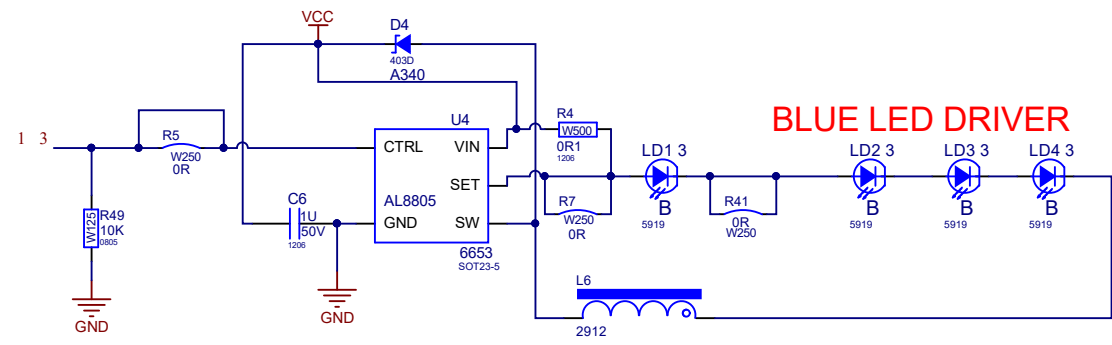 VCC
D4
403D
A340
BLUE LED DRIVER
1 3
R5
W250
0R
U4
CTRL
VIN
SET
AL8805
GND
SW
6653
SOT23-5
R4
W500
0R1
1206
R7
W250
0R
LD1 3
B
5919
R41
0R
W250
LD2 3
B
5919
LD3 3
B
5919
LD4 3
B
5919
R49
10K
0805
W125
GND
C6
1U
50V
1206
GND
L6
2912